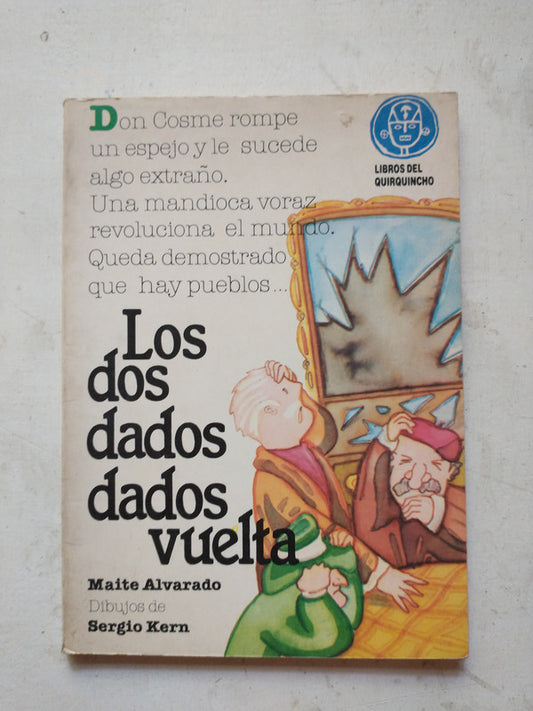 Don Cosme rompe
un espejo y le sucede
algo extraño.
Una mandioca voraz
revoluciona el mundo.
Queda demostrado
que hay pueblos...
LIBROS DEL
QUIRQUINCHO
Los
dos
dados
dados
vuelta
Maite Alvarado
Dibujos de
Sergio Kern